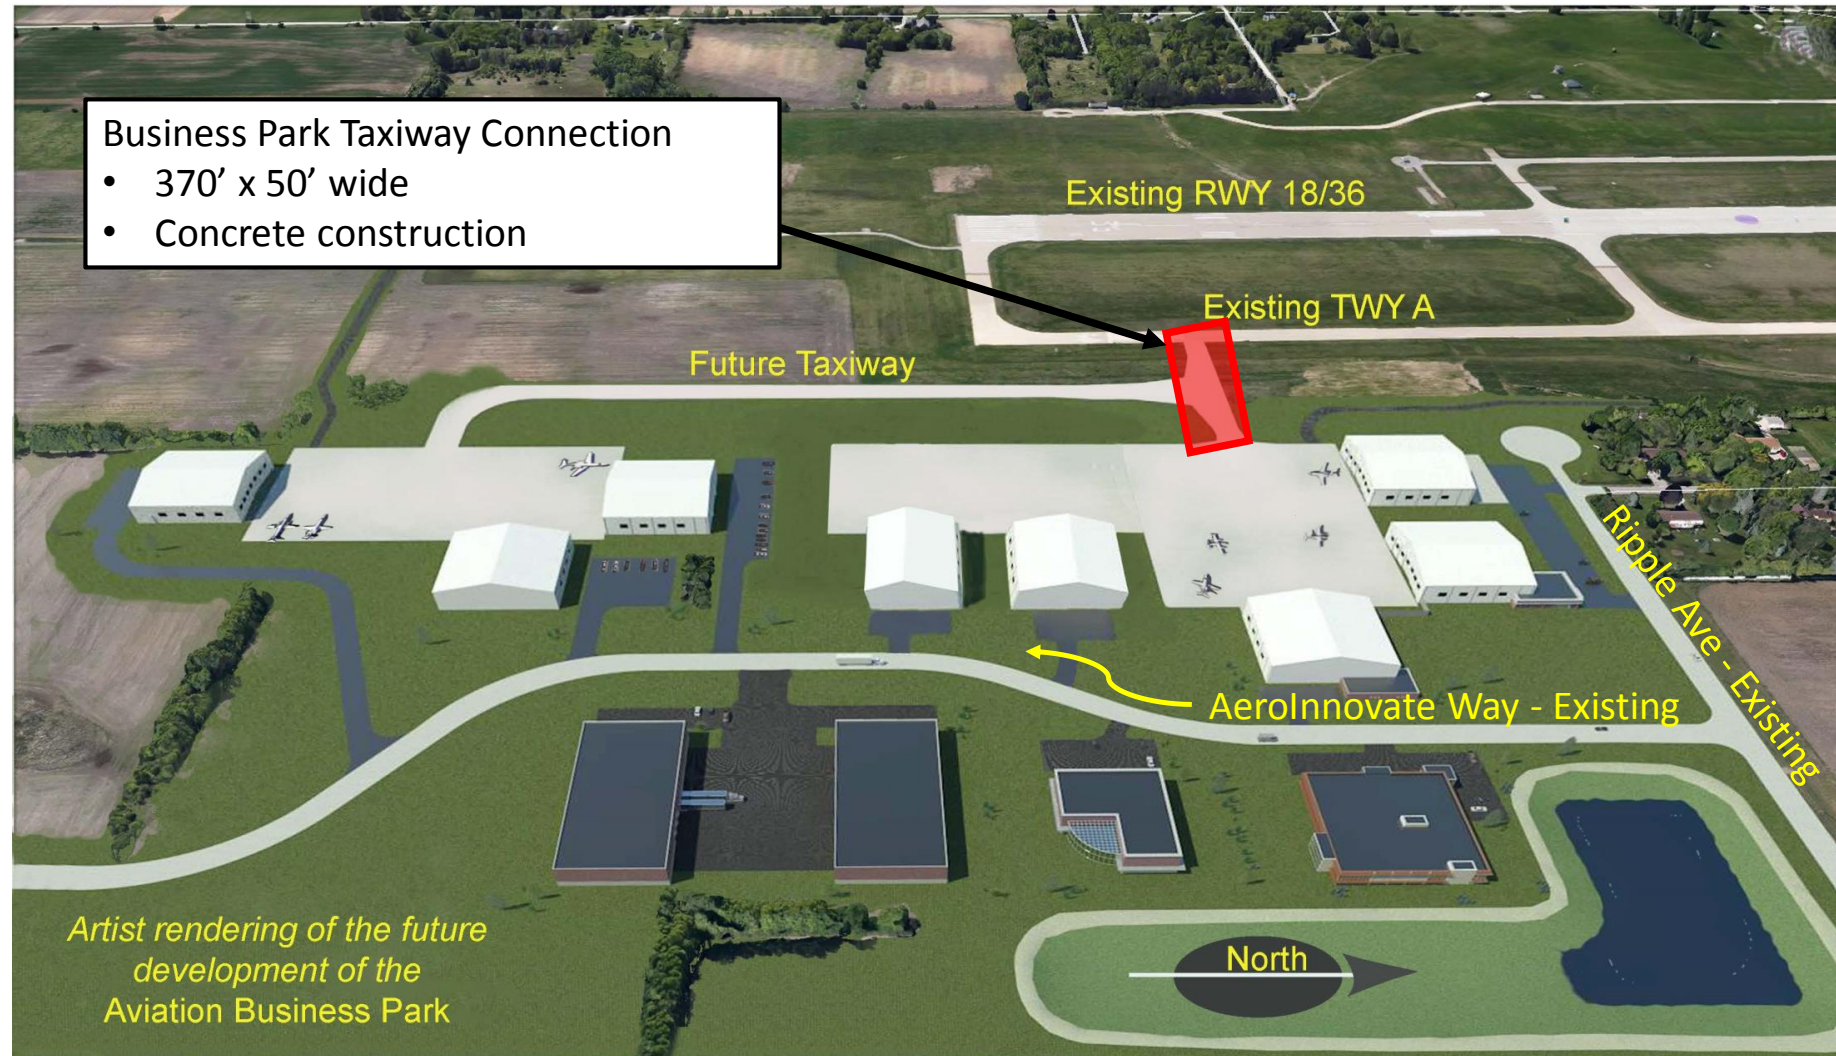 Business Park Taxiway Connection
• 370’ x 50’ wide
• Concrete construction
Existing RWY 18/36
Existing TWY A
Future Taxiway
Ripple Ave - Existing
AeroInnovate Way - Existing
Artist rendering of the future
development of the
Aviation Business Park
North